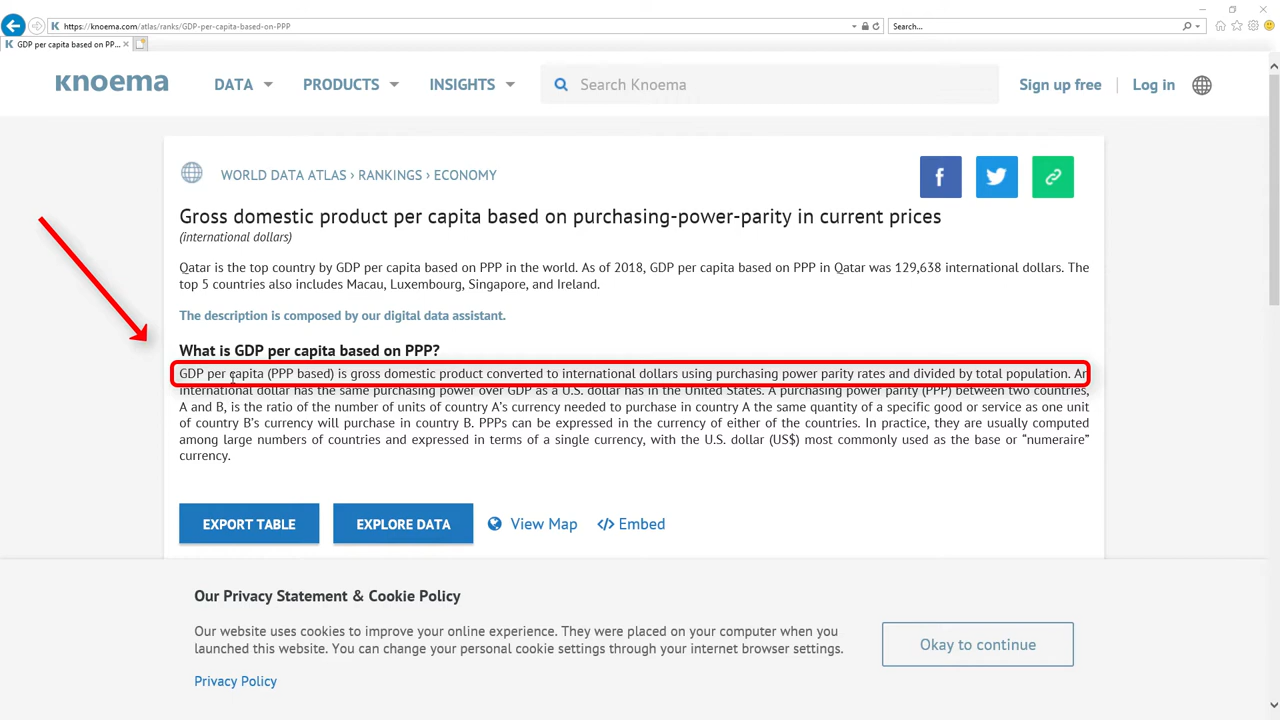 https://knoema.com/atlas/ranks/GDP-per-capita-based-on-PPP
Search...
GDP per capita based on PP...
knoema
DATA
PRODUCTS
INSIGHTS
Search Knoema
Sign up free
Log in
WORLD DATA ATLAS › RANKINGS › ECONOMY
Gross domestic product per capita based on purchasing-power-parity in current prices
(international dollars)
Qatar is the top country by GDP per capita based on PPP in the world. As of 2018, GDP per capita based on PPP in Qatar was 129,638 international dollars. The
top 5 countries also includes Macau, Luxembourg, Singapore, and Ireland.
The description is composed by our digital data assistant.
What is GDP per capita based on PPP?
GDP per capita (PPP based) is gross domestic product converted to international dollars using purchasing power parity rates and divided by total population. An
international dollar has the same purchasing power over GDP as a U.S. dollar has in the United States. A purchasing power parity (PPP) between two countries,
A and B, is the ratio of the number of units of country A’s currency needed to purchase in country A the same quantity of a specific good or service as one unit
of country B’s currency will purchase in country B. PPPs can be expressed in the currency of either of the countries. In practice, they are usually computed
among large numbers of countries and expressed in terms of a single currency, with the U.S. dollar (US$) most commonly used as the base or “numeraire”
currency.
EXPORT TABLE
EXPLORE DATA
View Map
</> Embed
Our Privacy Statement & Cookie Policy
Our website uses cookies to improve your online experience. They were placed on your computer when you
launched this website. You can change your personal cookie settings through your internet browser settings.
Okay to continue
Privacy Policy